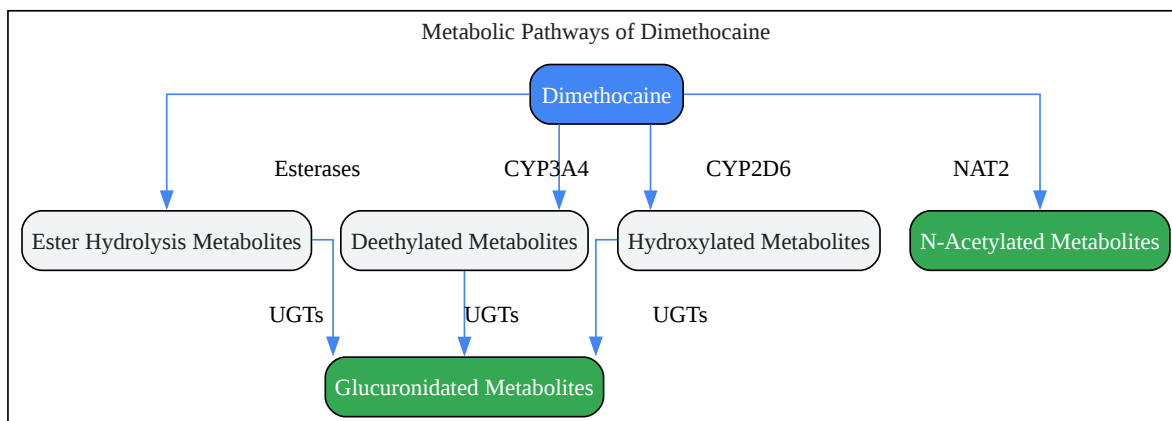 Metabolic Pathways of Dimethocaine
Dimethocaine
Esterases
CYP3A4
CYP2D6
NAT2
Ester Hydrolysis Metabolites
Deethylated Metabolites
Hydroxylated Metabolites
N-Acetylated Metabolites
UGTs
UGTs
UGTs
Glucuronidated Metabolites